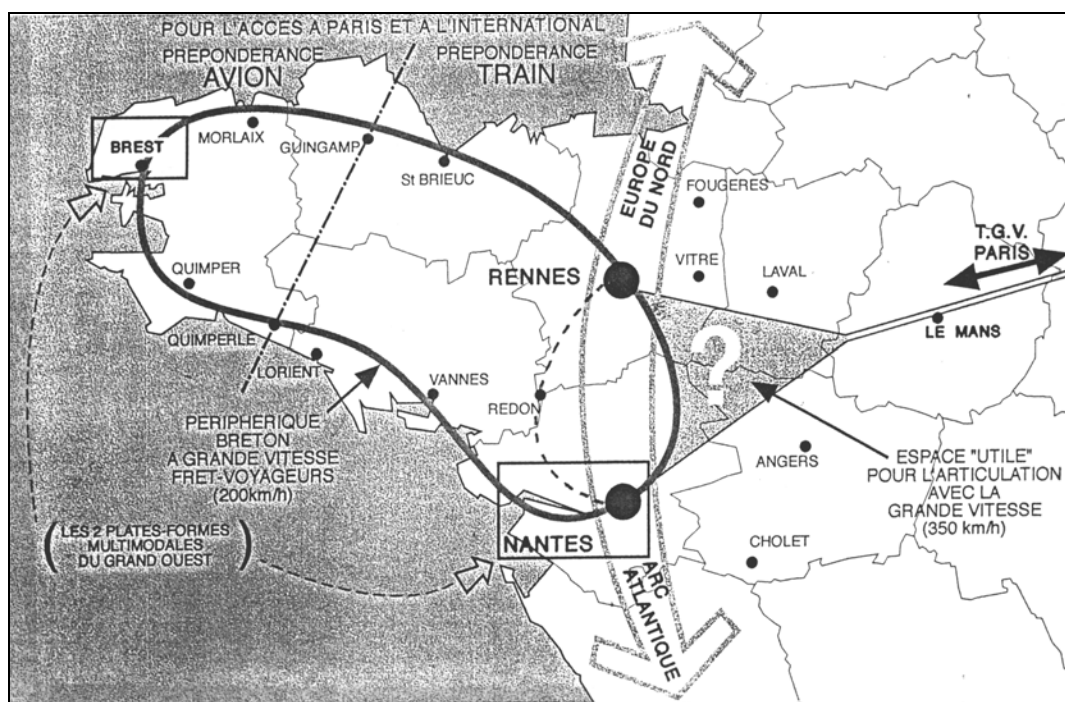 POUR L'ACCES A PARIS ET A L'INTERNATIONAL
PREPONDERANCE
AVION
PREPONDERANCE
TRAIN
BREST
MORLAIX
GUINGAMP
St BRIEUC
EUROPE
DU NORD
FOUGERES
VITRE
LAVAL
T.G.V.
PARIS
LE MANS
RENNES
QUIMPER
QUIMPERLE
LORIENT
VANNES
REDON
?
PERIPHERIQUE
BRETON
A GRANDE VITESSE
FRET-VOYAGEURS
(200km/h)
ANGERS
ESPACE "UTILE"
POUR L'ARTICULATION
AVEC LA
GRANDE VITESSE
(350 km/h)
(LES 2 PLATES-FORMES
MULTIMODALES
DU GRAND OUEST)
NANTES
CHOLET
ARC
ATLANTIQUE